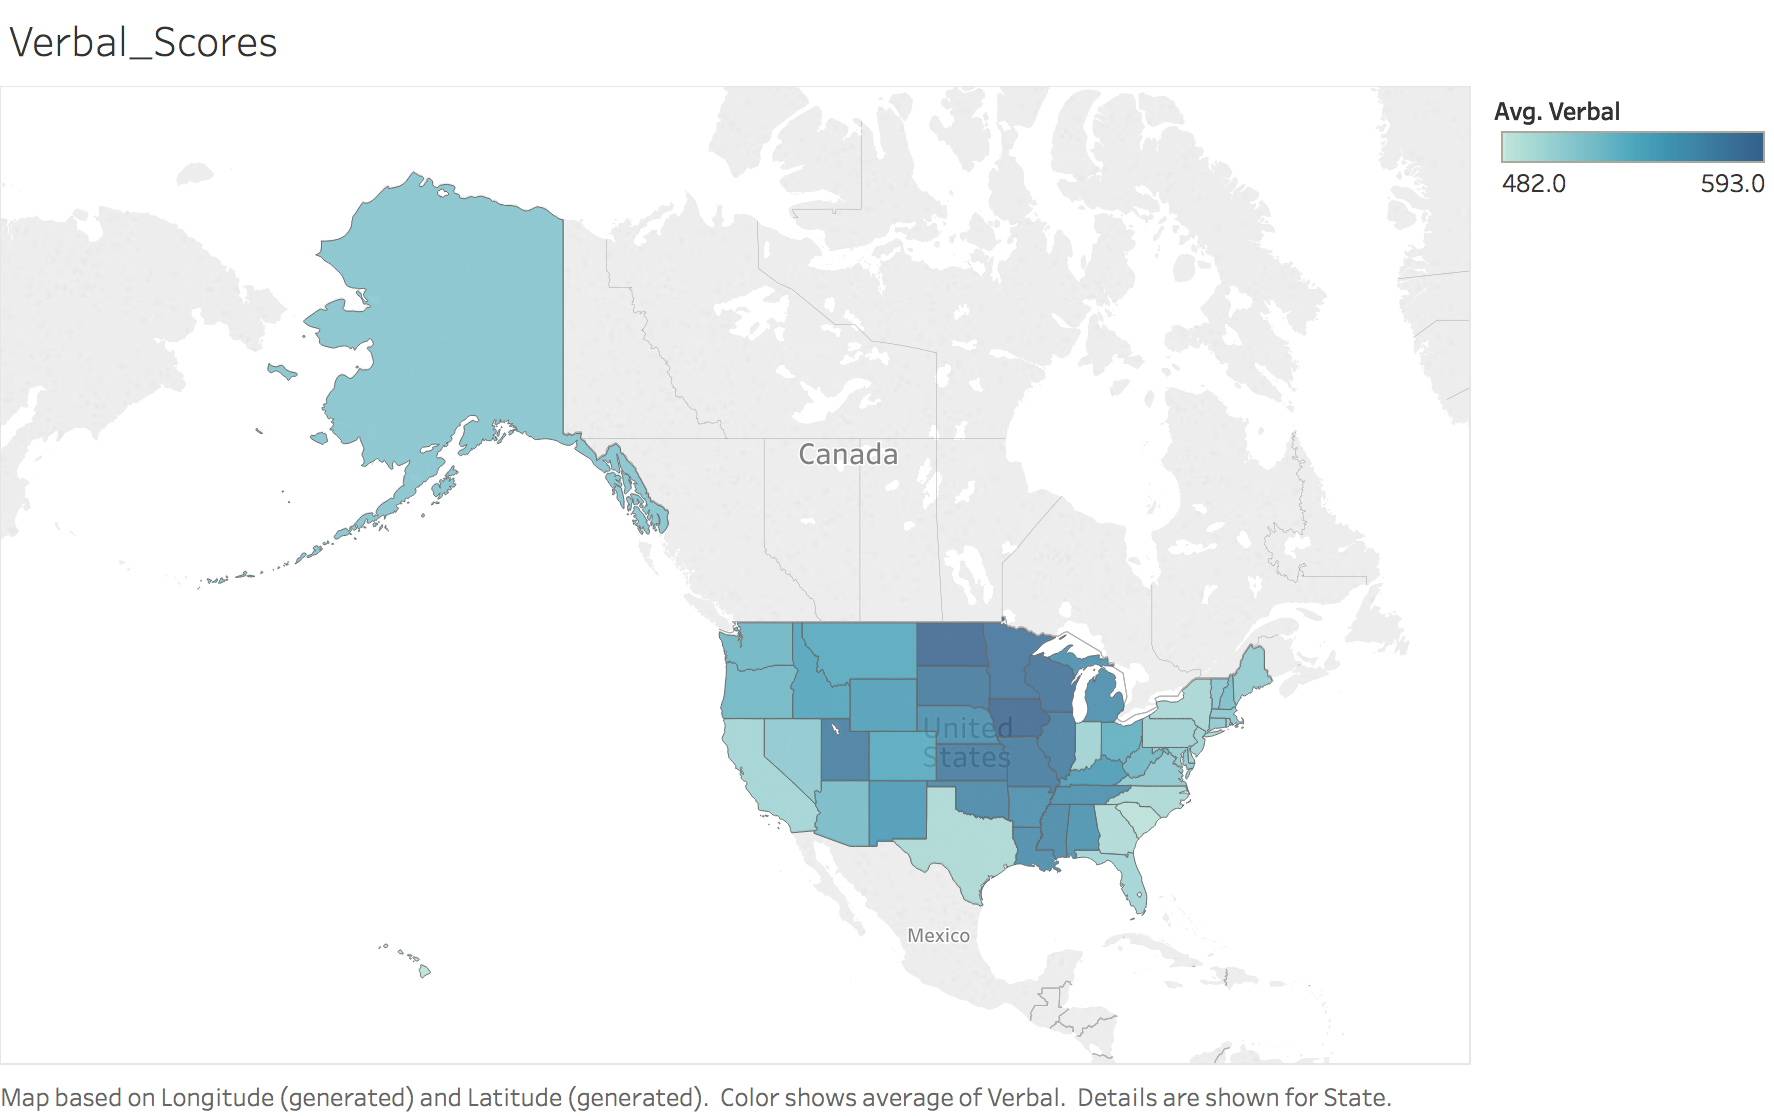 Verbal_Scores
Avg. Verbal
482.0 593.0
Canada
United
States
Mexico
Map based on Longitude (generated) and Latitude (generated).  Color shows average of Verbal.  Details are shown for State.